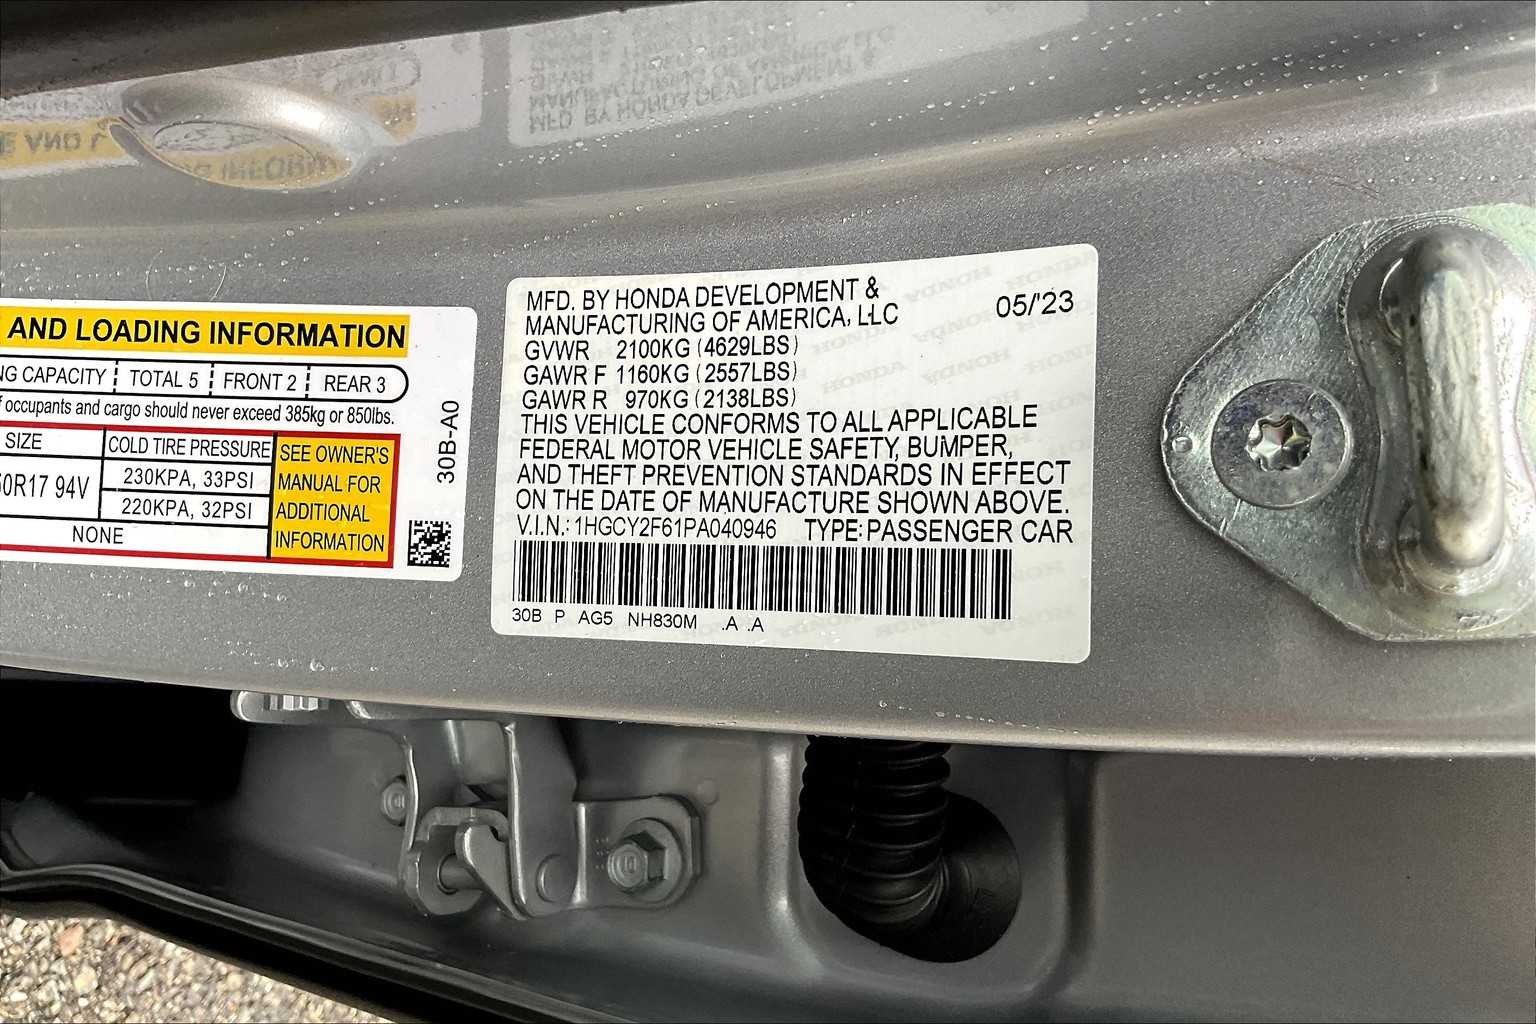 AND LOADING INFORMATION
NG CAPACITY TOTAL 5 FRONT 2 REAR 3
f occupants and cargo should never exceed 385kg or 850lbs.
SIZE COLD TIRE PRESSURE
50R17 94V 230KPA, 33PSI
220KPA, 32PSI
NONE
SEE OWNER'S
MANUAL FOR
ADDITIONAL
INFORMATION
30B-A0
MFD. BY HONDA DEVELOPMENT &
MANUFACTURING OF AMERICA, LLC 05/'23
GVWR 2100KG (4629LBS)
GAWR F 1160KG (2557LBS)
GAWR R 970KG (2138LBS)
THIS VEHICLE CONFORMS TO ALL APPLICABLE
FEDERAL MOTOR VEHICLE SAFETY, BUMPER,
AND THEFT PREVENTION STANDARDS IN EFFECT
ON THE DATE OF MANUFACTURE SHOWN ABOVE.
V.I.N.: 1HGCY2F61PA040946 TYPE: PASSENGER CAR
30B P AG5 NH830M .A .A